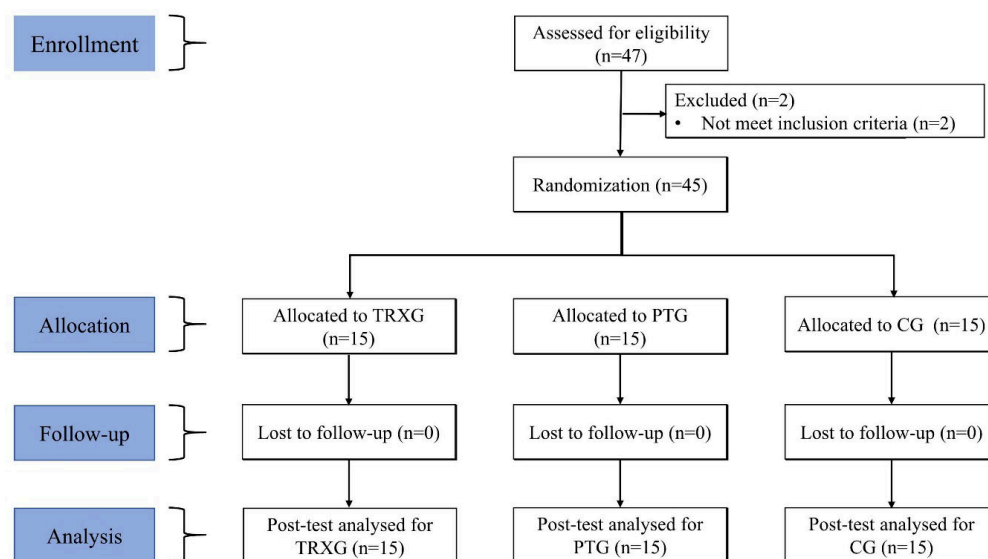 Enrollment
Assessed for eligibility
(n=47)
Excluded (n=2)
• Not meet inclusion criteria (n=2)
Randomization (n=45)
Allocation
Allocated to TRXG
(n=15)
Allocated to PTG
(n=15)
Allocated to CG (n=15)
Follow-up
Lost to follow-up (n=0)
Lost to follow-up (n=0)
Lost to follow-up (n=0)
Analysis
Post-test analysed for
TRXG (n=15)
Post-test analysed for
PTG (n=15)
Post-test analysed for
CG (n=15)